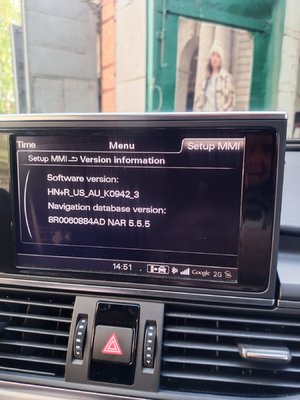 Time Menu Setup MMI
Setup MMI Version information
Software version:
HN+R_US_AU_K0942_3
Navigation database version:
8R0060884AD NAR 5.5.5
14:51 Google 2G